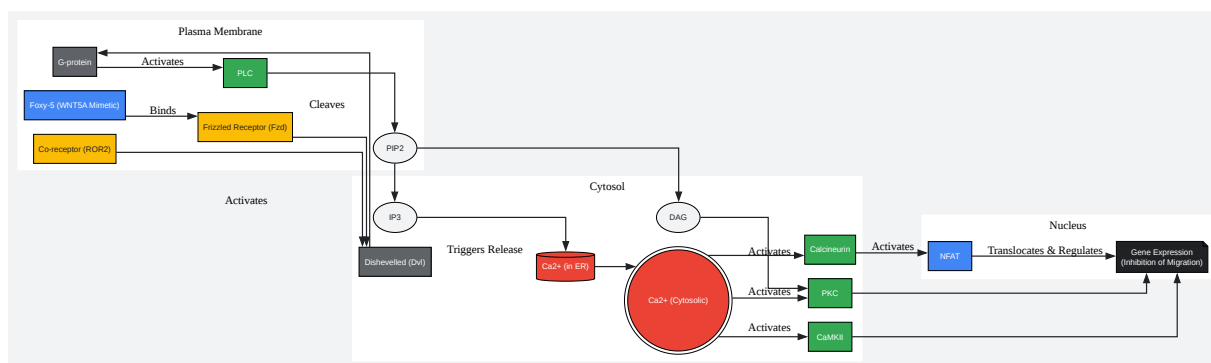 Plasma Membrane
G-protein
Activates
PLC
Foxy-5 (WNT5A Mimetic)
Binds
Frizzled Receptor (Fzd)
Cleaves
Co-receptor (ROR2)
PIP2
Activates
Cytosol
IP3
DAG
Dishevelled (Dvl)
Triggers Release
Ca2+ (in ER)
Ca2+ (Cytosolic)
Activates
Calcineurin
Activates
PKC
Activates
CaMKII
Activates
Nucleus
NFAT
Translocates & Regulates
Gene Expression
(Inhibition of Migration)